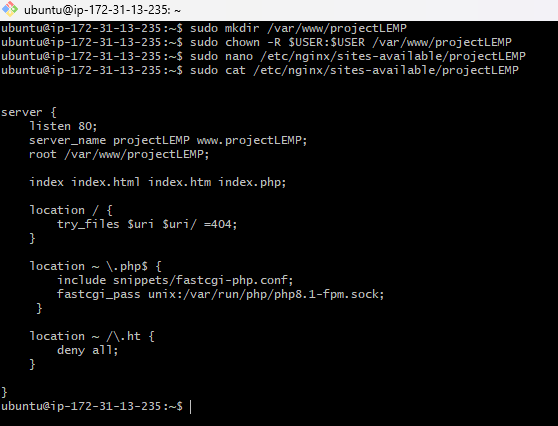 ubuntu@ip-172-31-13-235: ~
ubuntu@ip-172-31-13-235:~$ sudo mkdir /var/www/projectLEMP
ubuntu@ip-172-31-13-235:~$ sudo chown -R $USER:$USER /var/www/projectLEMP
ubuntu@ip-172-31-13-235:~$ sudo nano /etc/nginx/sites-available/projectLEMP
ubuntu@ip-172-31-13-235:~$ sudo cat /etc/nginx/sites-available/projectLEMP
server {
    listen 80;
    server_name projectLEMP www.projectLEMP;
    root /var/www/projectLEMP;
    index index.html index.htm index.php;
    location / {
        try_files $uri $uri/ =404;
    }
    location ~ \.php$ {
        include snippets/fastcgi-php.conf;
        fastcgi_pass unix:/var/run/php/php8.1-fpm.sock;
     }
    location ~ /\.ht {
        deny all;
    }
}
ubuntu@ip-172-31-13-235:~$